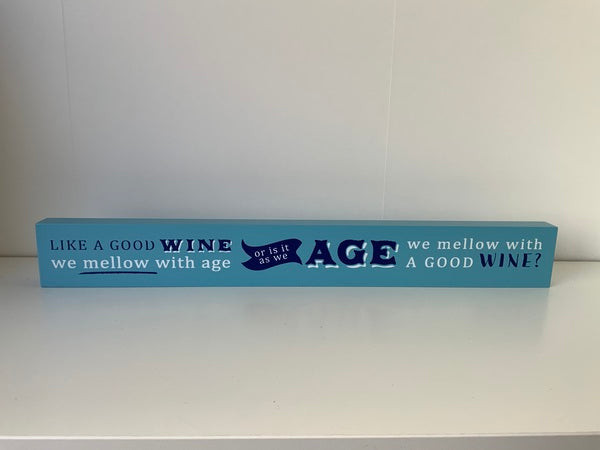 LIKE A GOOD WINE
we mellow with age
or is it
as we
AGE
we mellow with
A GOOD WINE?